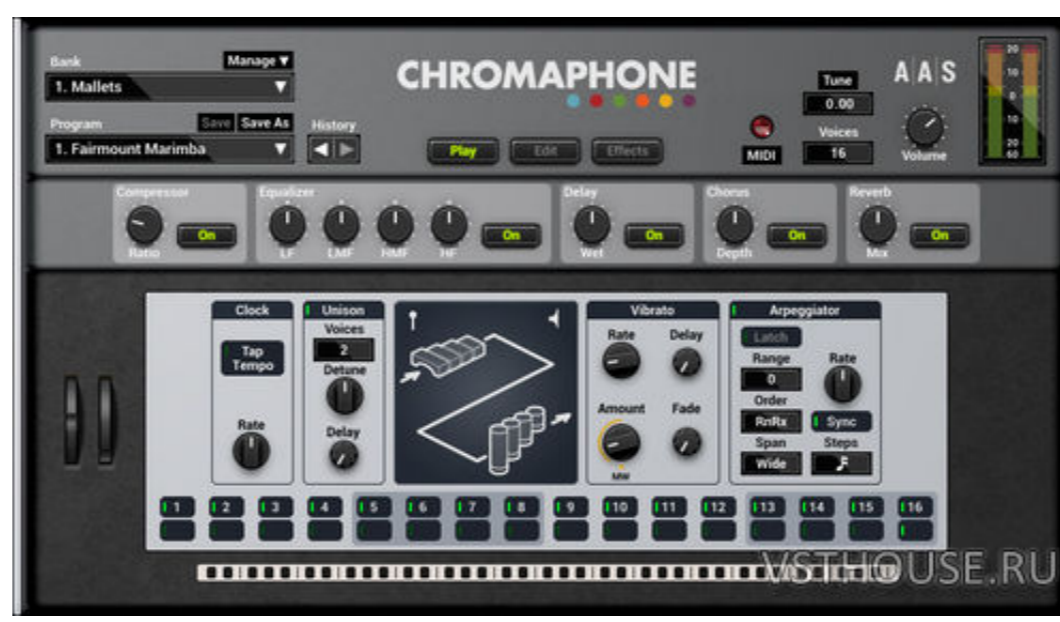 Bank
Manage ▼
1. Mallets
CHROMAPHONE
Tune
0.00
A|A|S
20
10
0
10
20
60
Program
Save
Save As
History
1. Fairmount Marimba
Play
Edit
Effects
MIDI
Voices
16
Volume
Compressor
Equalizer
Delay
Chorus
Reverb
On
On
On
On
On
Ratio
LF
LMF
HMF
HF
Wet
Depth
Mix
Clock
Unison
Vibrato
Arpeggiator
Tap
Tempo
Rate
Voices
2
Detune
Delay
Rate
Delay
Amount
Fade
MW
Latch
Range
0
Rate
Order
RnRx
Sync
Span
Wide
Steps
1
2
3
4
5
6
7
8
9
10
11
12
13
14
15
16
VSTHOUSE.RU